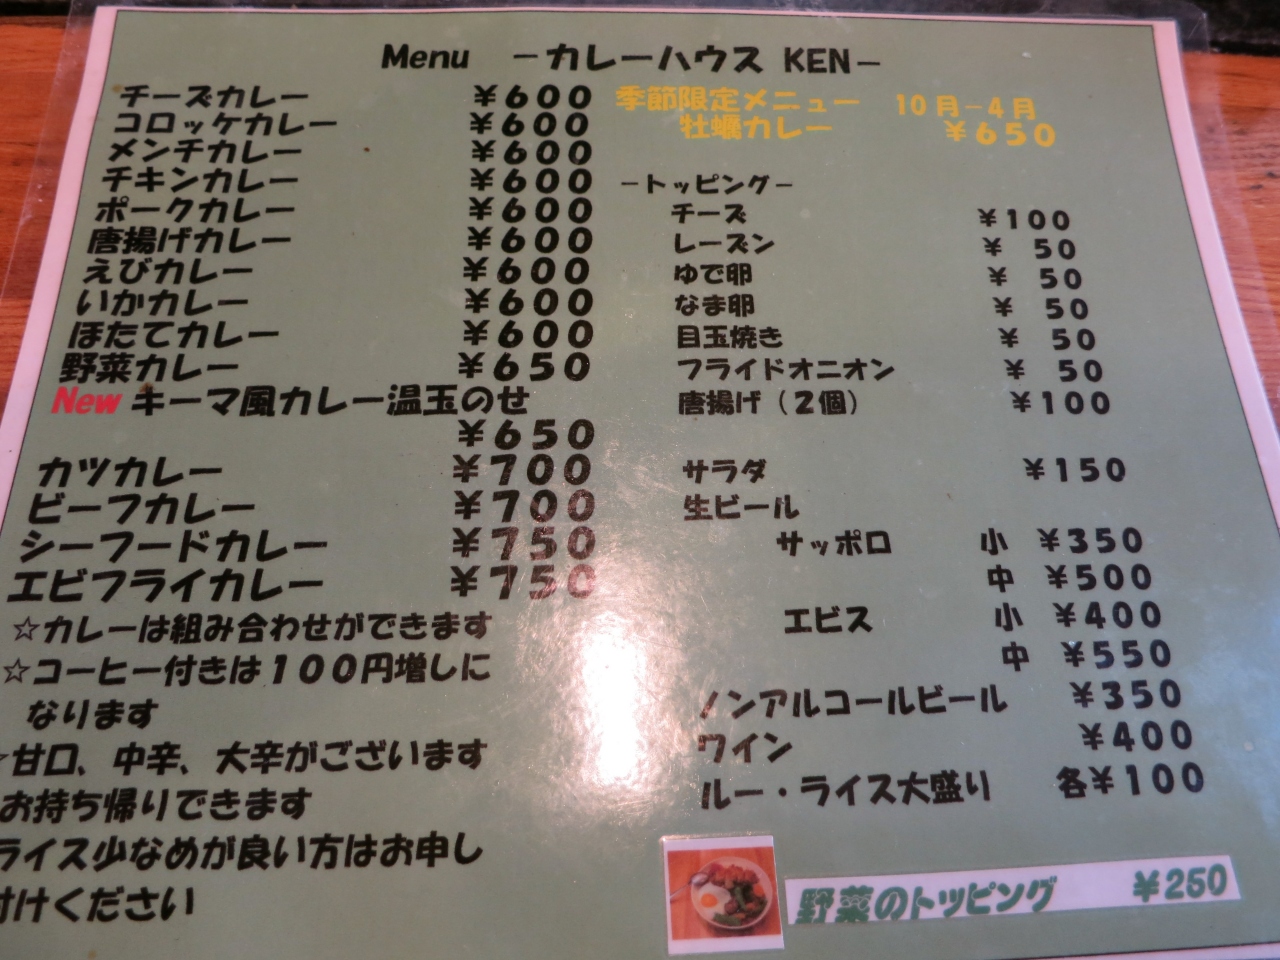 Menu －カレーハウス KEN－
チーズカレー ￥600
コロッケカレー ￥600
メンチカレー ￥600
チキンカレー ￥600
ポークカレー ￥600
唐揚げカレー ￥600
えびカレー ￥600
いかカレー ￥600
ほたてカレー ￥600
野菜カレー ￥650
New キーマ風カレー温玉のせ
￥650
カツカレー ￥700
ビーフカレー ￥700
シーフードカレー ￥750
エビフライカレー ￥750
☆カレーは組み合わせができます
☆コーヒー付きは１００円増しに
なります
☆甘口、中辛、大辛がございます
お持ち帰りできます
ライス少なめが良い方はお申し
付けください
季節限定メニュー 10月－4月
牡蠣カレー ￥650
－トッピング－
チーズ ￥100
レーズン ￥ 50
ゆで卵 ￥ 50
なま卵 ￥ 50
目玉焼き ￥ 50
フライドオニオン ￥ 50
唐揚げ（２個） ￥100
サラダ ￥150
生ビール
サッポロ 小 ￥350
中 ￥500
エビス 小 ￥400
中 ￥550
ノンアルコールビール ￥350
ワイン ￥400
ルー・ライス大盛り 各￥100
野菜のトッピング ￥250